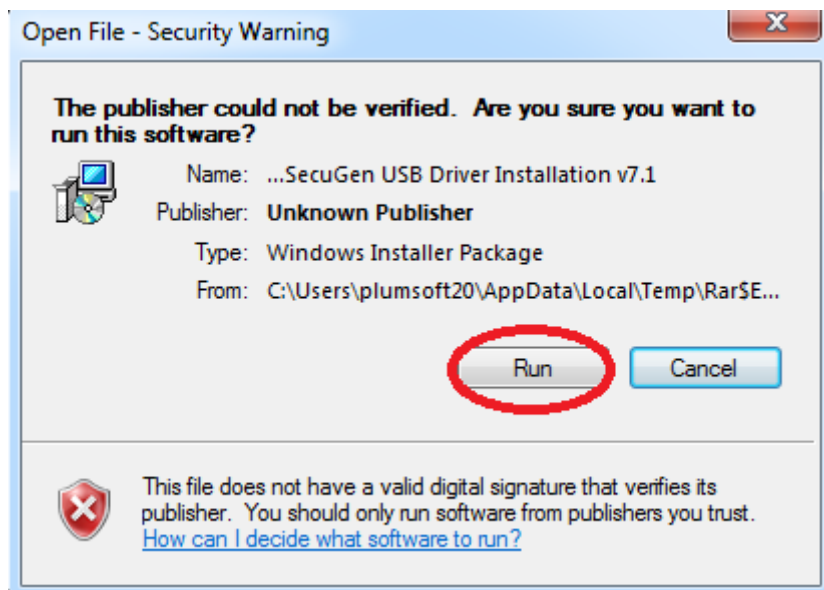 Open File - Security Warning
X
The publisher could not be verified. Are you sure you want to
run this software?
Name: ...SecuGen USB Driver Installation v7.1
Publisher: Unknown Publisher
Type: Windows Installer Package
From: C:\Users\plumsoft20\AppData\Local\Temp\Rar$E...
Run Cancel
This file does not have a valid digital signature that verifies its
publisher. You should only run software from publishers you trust.
How can I decide what software to run?